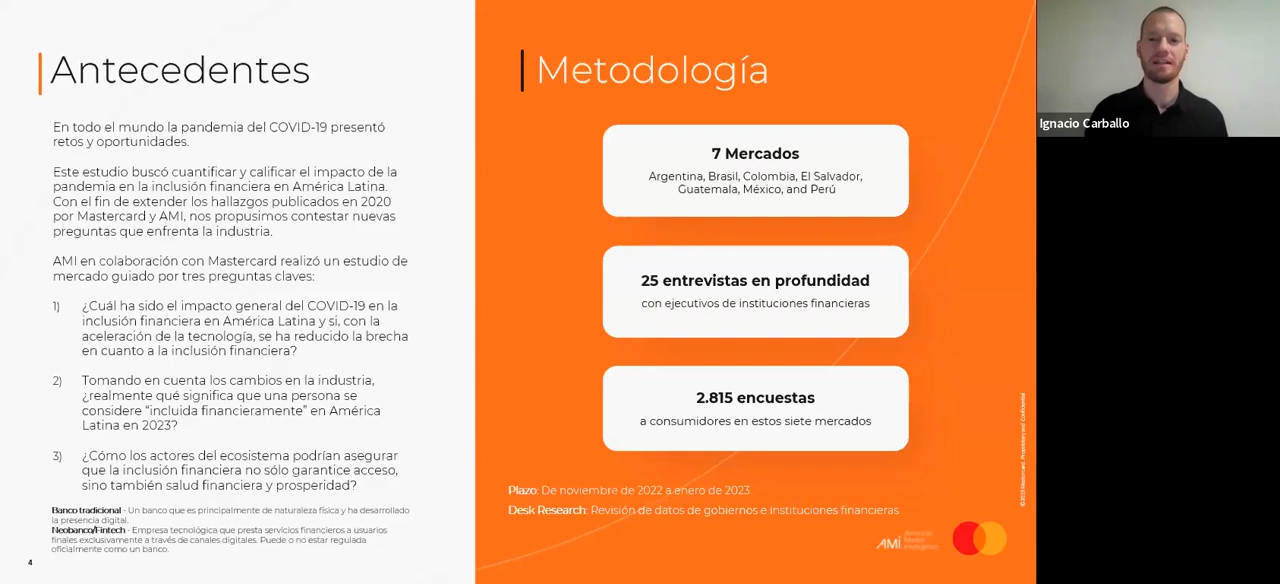 Antecedentes
En todo el mundo la pandemia del COVID-19 presentó
retos y oportunidades.
Este estudio buscó cuantificar y calificar el impacto de la
pandemia en la inclusión financiera en América Latina.
Con el fin de extender los hallazgos publicados en 2020
por Mastercard y AMI, nos propusimos contestar nuevas
preguntas que enfrenta la industria.
AMI en colaboración con Mastercard realizó un estudio de
mercado guiado por tres preguntas claves:
1) ¿Cuál ha sido el impacto general del COVID-19 en la
inclusión financiera en América Latina y si, con la
aceleración de la tecnología, se ha reducido la brecha
en cuanto a la inclusión financiera?
2) Tomando en cuenta los cambios en la industria,
¿realmente qué significa que una persona se
considere “incluida financieramente” en América
Latina en 2023?
3) ¿Cómo los actores del ecosistema podrían asegurar
que la inclusión financiera no sólo garantice acceso,
sino también salud financiera y prosperidad?
Banco tradicional - Un banco que es principalmente de naturaleza física y ha desarrollado
la presencia digital.
Neobanco/Fintech - Empresa tecnológica que presta servicios financieros a usuarios
finales exclusivamente a través de canales digitales. Puede o no estar regulada
oficialmente como un banco.
4
Metodología
7 Mercados
Argentina, Brasil, Colombia, El Salvador,
Guatemala, México, and Perú
25 entrevistas en profundidad
con ejecutivos de instituciones financieras
2.815 encuestas
a consumidores en estos siete mercados
Plazo: De noviembre de 2022 a enero de 2023
Desk Research: Revisión de datos de gobiernos e instituciones financieras.
©2023 Mastercard. Proprietary and Confidential
AMI
Americas
Market
Intelligence
Ignacio Carballo